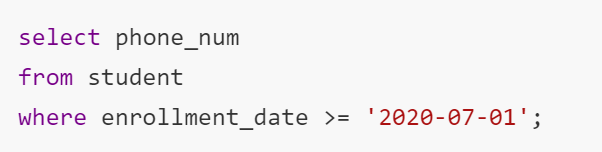 select phone_num
from student
where enrollment_date >= '2020-07-01';